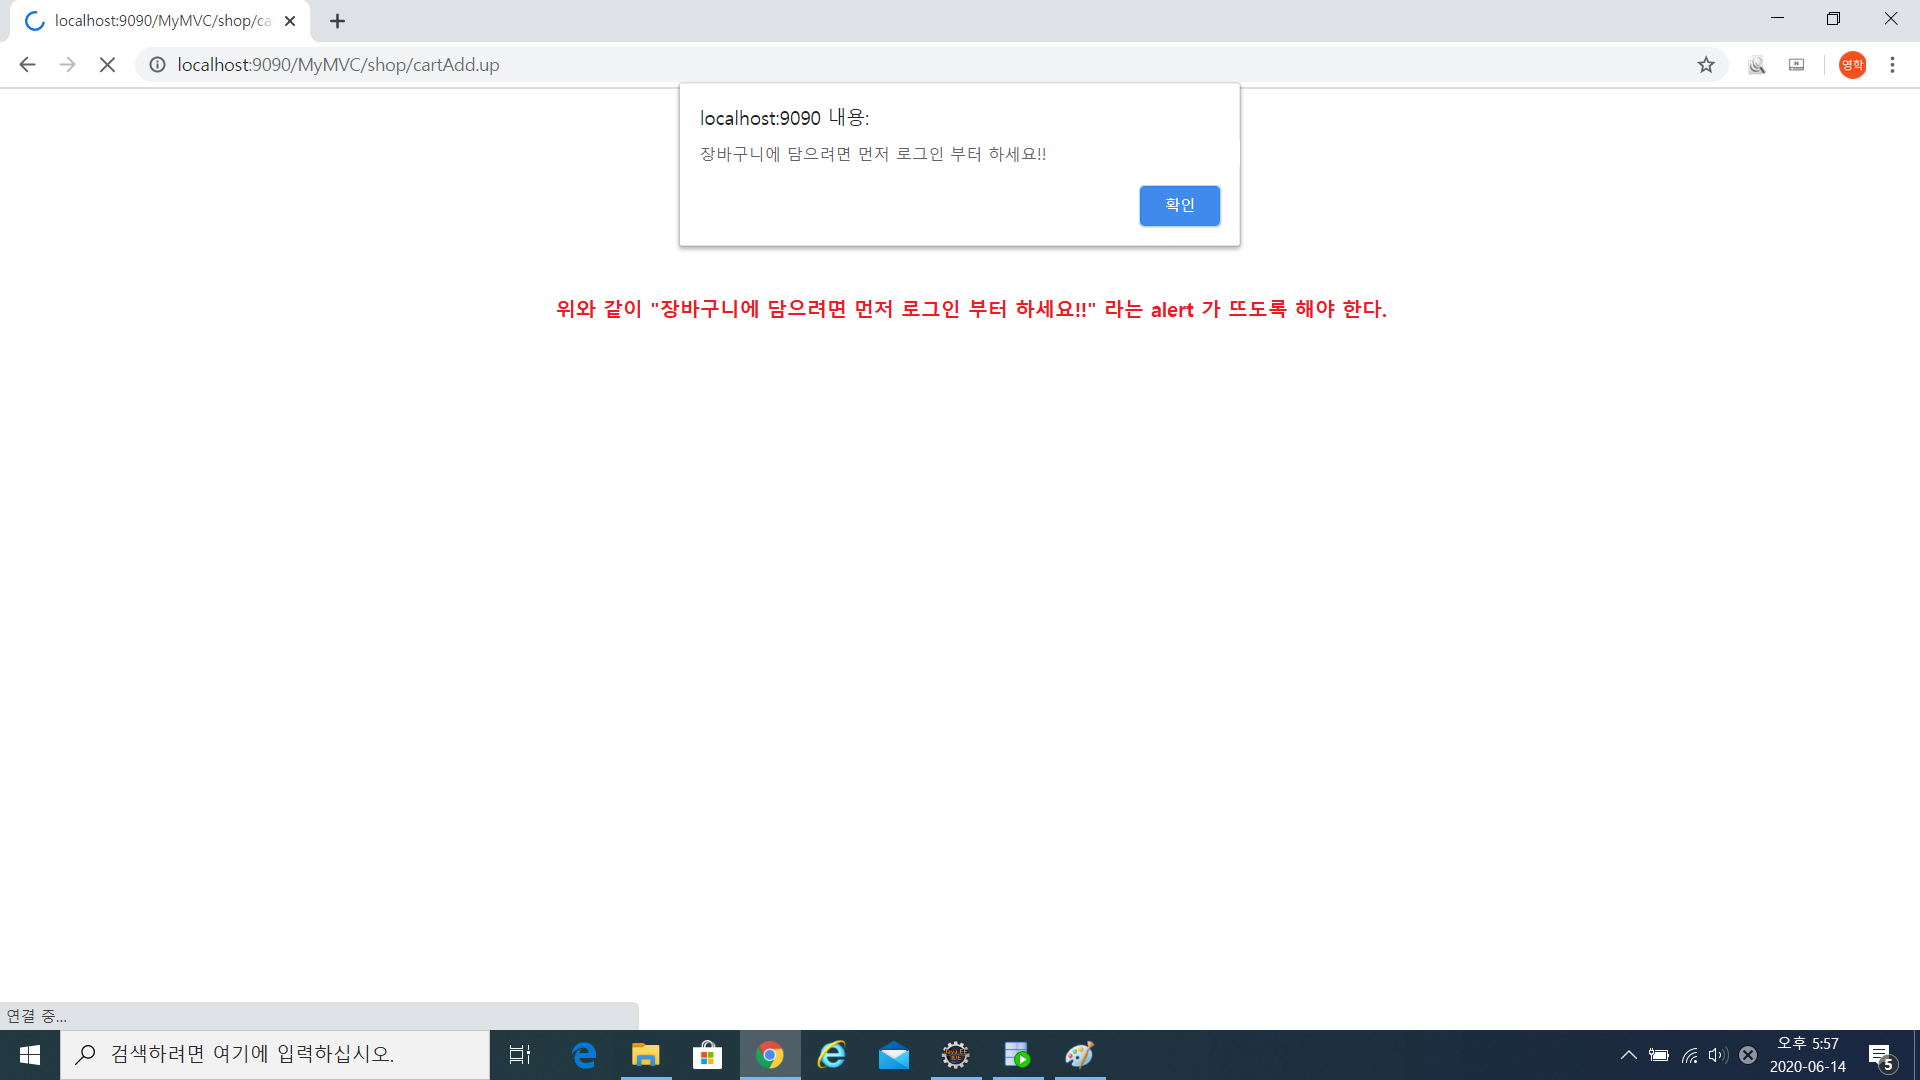 localhost:9090/MyMVC/shop/ca
localhost:9090/MyMVC/shop/cartAdd.up
영학
localhost:9090 내용:
장바구니에 담으려면 먼저 로그인 부터 하세요!!
확인
위와 같이 "장바구니에 담으려면 먼저 로그인 부터 하세요!!" 라는 alert 가 뜨도록 해야 한다.
연결 중...
검색하려면 여기에 입력하십시오.
오후 5:57
2020-06-14
5